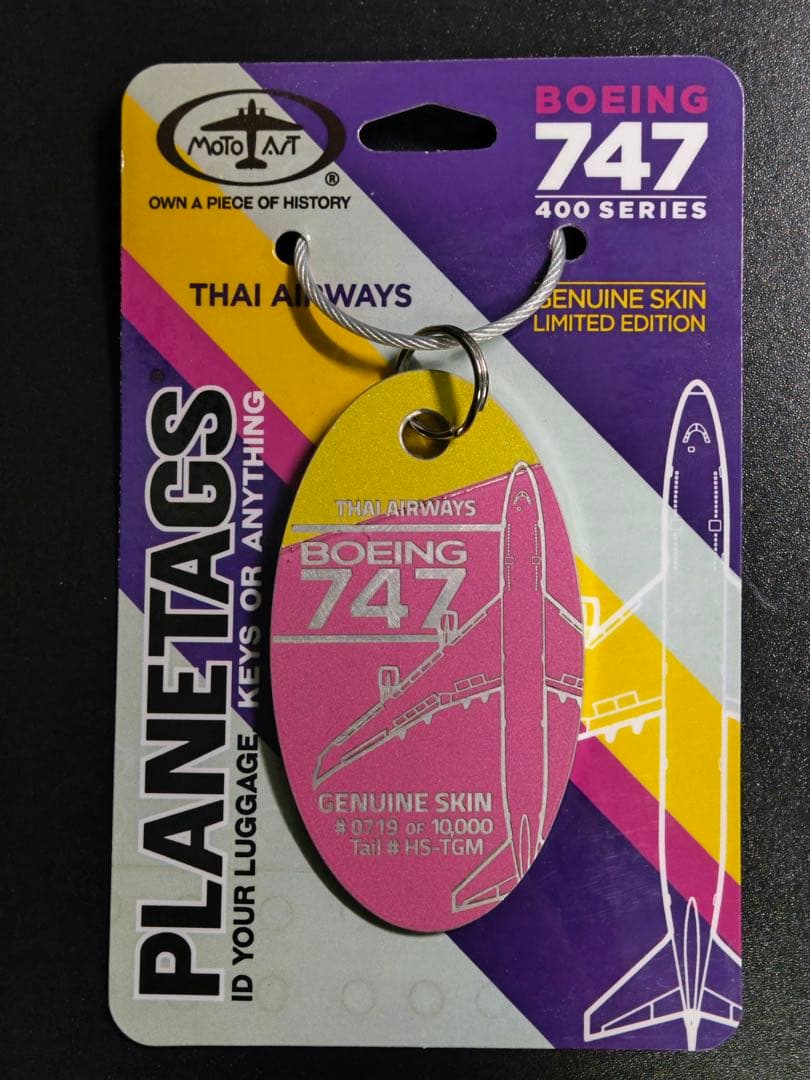 MOTO ART
®
OWN A PIECE OF HISTORY
BOEING
747
400 SERIES
THAI AIRWAYS
GENUINE SKIN
LIMITED EDITION
PLANETAGS
ID YOUR LUGGAGE, KEYS OR ANYTHING
THAI AIRWAYS
BOEING
747
GENUINE SKIN
# 0719 OF 10,000
Tail # HS-TGM